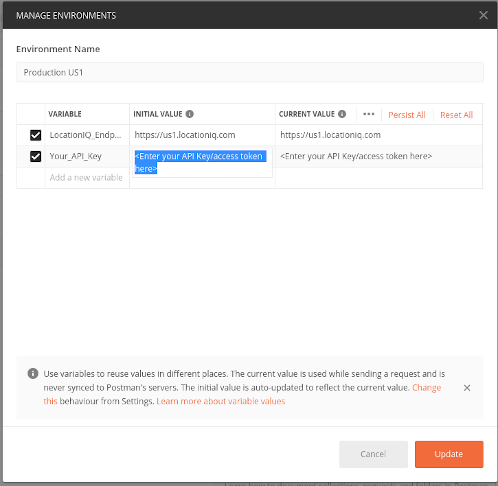 MANAGE ENVIRONMENTS
Environment Name
Production US1
VARIABLE INITIAL VALUE CURRENT VALUE Persist All Reset All
LocationIQ_Endp... https://us1.locationiq.com https://us1.locationiq.com
Your_API_Key <Enter your API Key/access token <Enter your API Key/access token here>
here>
Add a new variable
Use variables to reuse values in different places. The current value is used while sending a request and is
never synced to Postman's servers. The initial value is auto-updated to reflect the current value. Change
this behaviour from Settings. Learn more about variable values
Cancel Update